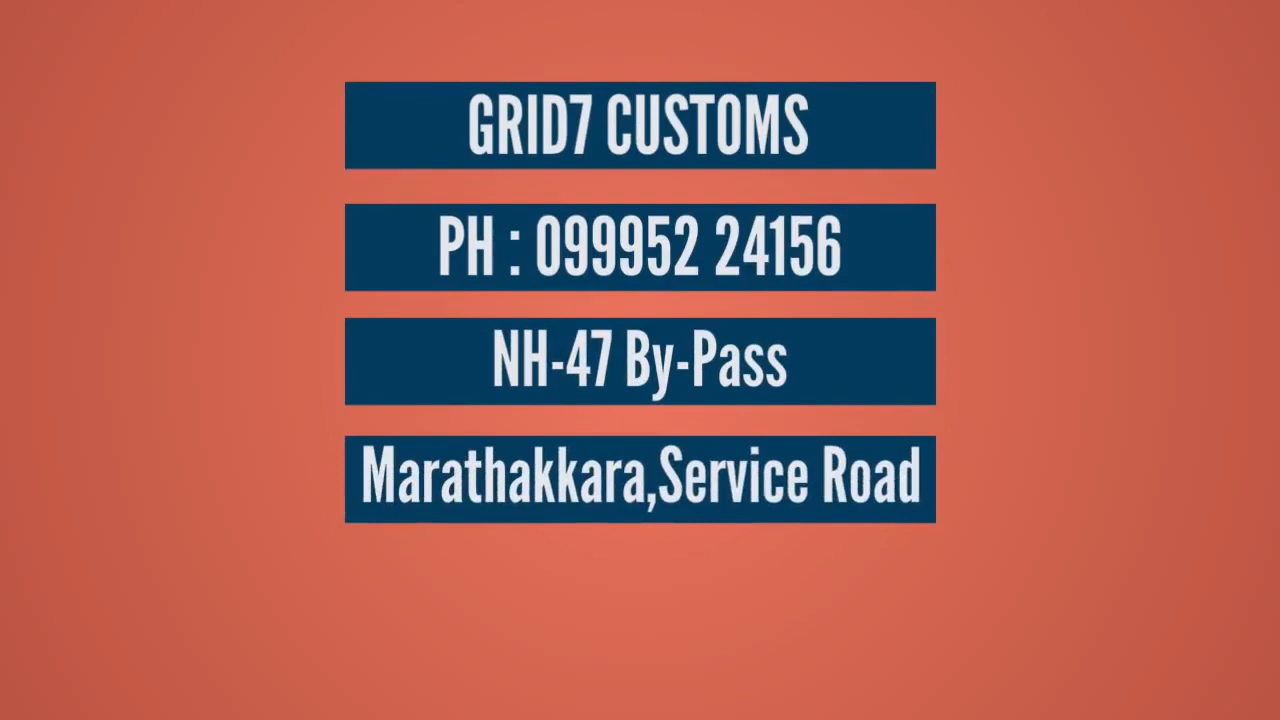 GRID7 CUSTOMS
PH : 099952 24156
NH-47 By-Pass
Marathakkara,Service Road